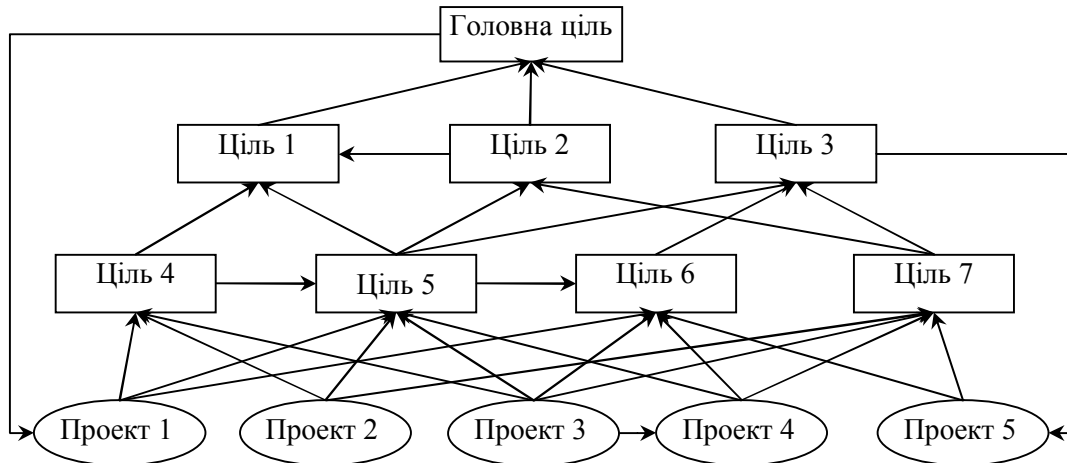 Головна ціль
Ціль 1
Ціль 2
Ціль 3
Ціль 4
Ціль 5
Ціль 6
Ціль 7
Проект 1
Проект 2
Проект 3
Проект 4
Проект 5